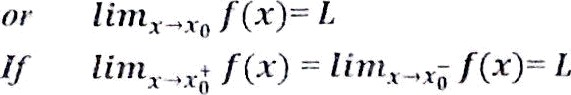 or lim_{x→x_0} f(x)= L
If lim_{x→x_0^+} f(x) = lim_{x→x_0^-} f(x)= L